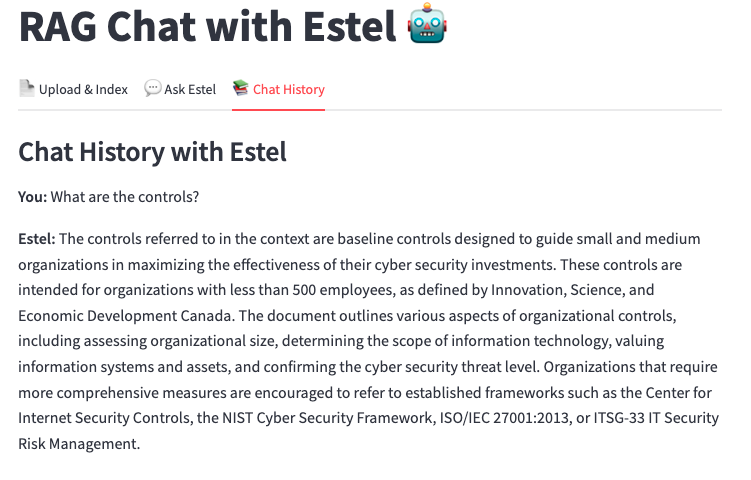 RAG Chat with Estel 🤖
Upload & Index
Ask Estel
Chat History
Chat History with Estel
You: What are the controls?
Estel: The controls referred to in the context are baseline controls designed to guide small and medium
organizations in maximizing the effectiveness of their cyber security investments. These controls are
intended for organizations with less than 500 employees, as defined by Innovation, Science, and
Economic Development Canada. The document outlines various aspects of organizational controls,
including assessing organizational size, determining the scope of information technology, valuing
information systems and assets, and confirming the cyber security threat level. Organizations that require
more comprehensive measures are encouraged to refer to established frameworks such as the Center for
Internet Security Controls, the NIST Cyber Security Framework, ISO/IEC 27001:2013, or ITSG-33 IT Security
Risk Management.